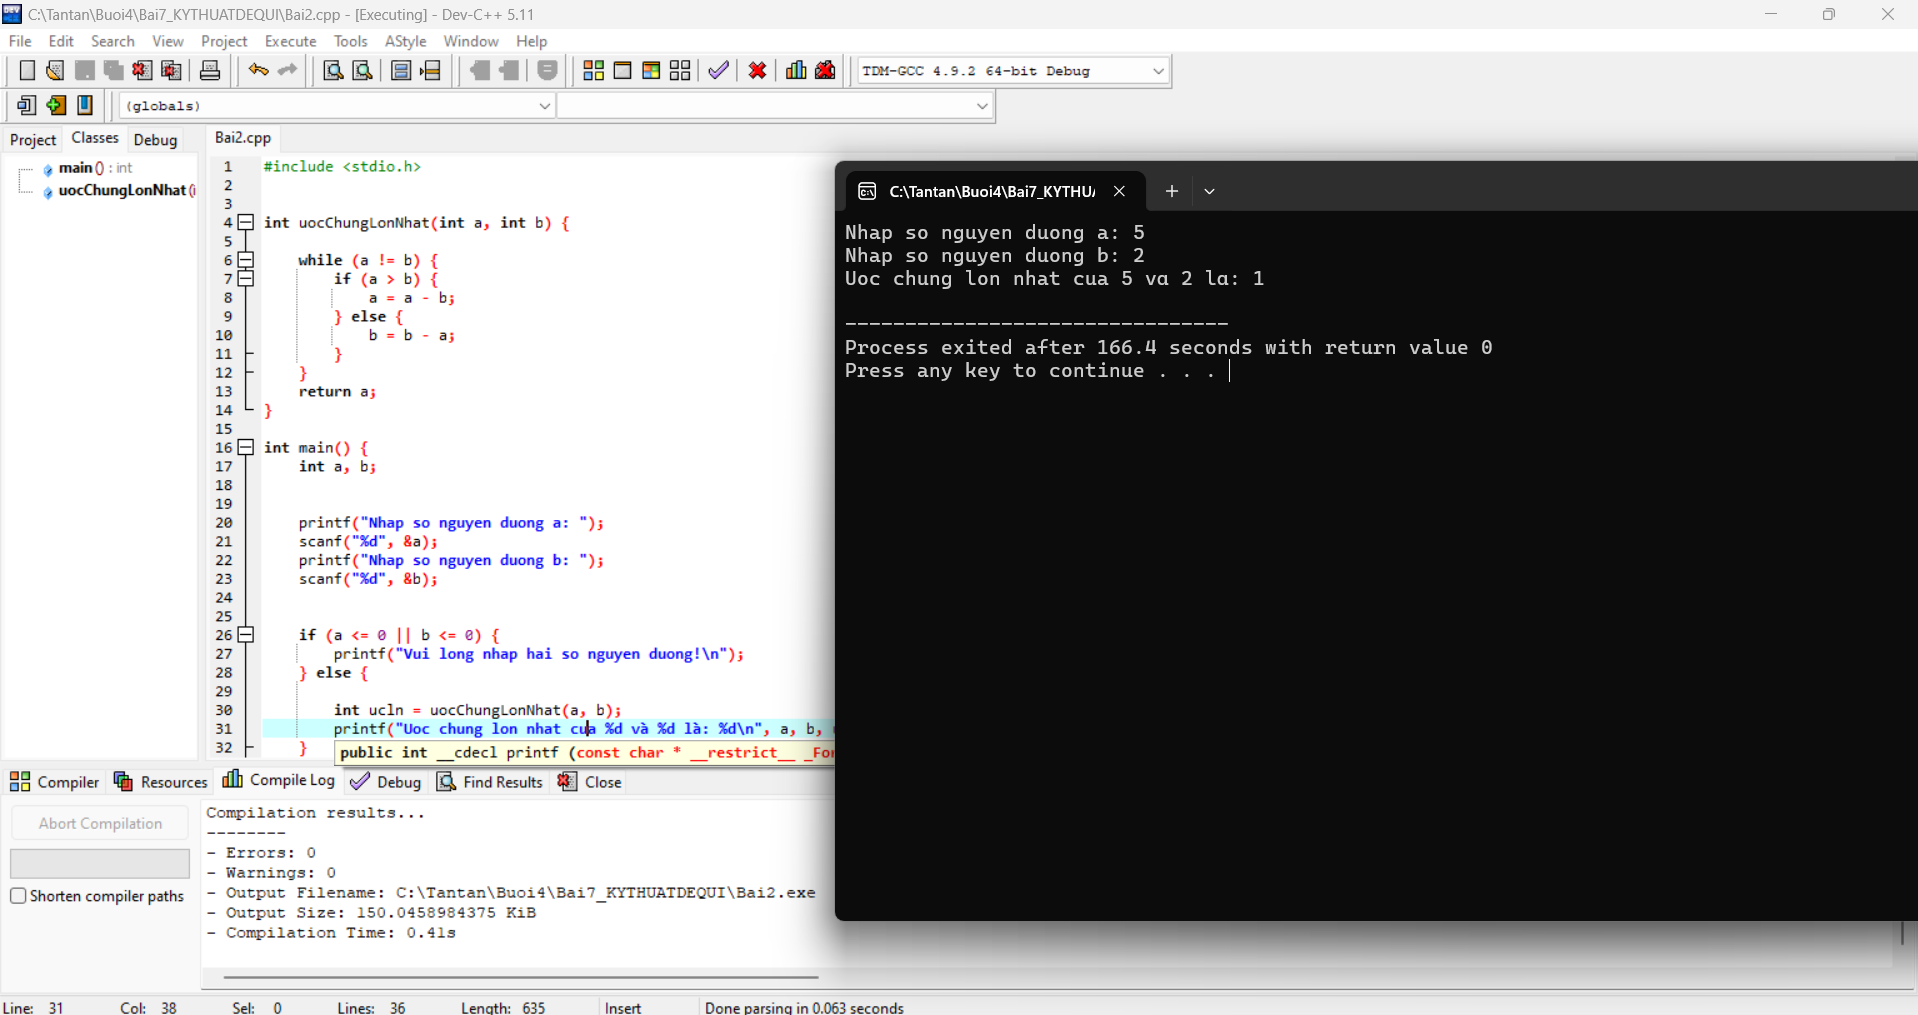 C:\Tantan\Buoi4\Bai7_KYTHUATDEQUI\Bai2.cpp - [Executing] - Dev-C++ 5.11
File Edit Search View Project Execute Tools AStyle Window Help
TDM-GCC 4.9.2 64-bit Debug
(globals)
Project Classes Debug
main () : int
uocChungLonNhat (i
Bai2.cpp
1 #include <stdio.h>
2
3
4 int uocChungLonNhat(int a, int b) {
5
6 while (a != b) {
7 if (a > b) {
8 a = a - b;
9 } else {
10 b = b - a;
11 }
12 }
13 return a;
14 }
15
16 int main() {
17 int a, b;
18
19
20 printf("Nhap so nguyen duong a: ");
21 scanf("%d", &a);
22 printf("Nhap so nguyen duong b: ");
23 scanf("%d", &b);
24
25
26 if (a <= 0 || b <= 0) {
27 printf("Vui long nhap hai so nguyen duong!\n");
28 } else {
29
30 int ucln = uocChungLonNhat(a, b);
31 printf("Uoc chung lon nhat cua %d và %d là: %d\n", a, b,
32 }
public int __cdecl printf (const char * __restrict__ _For
C:\Tantan\Buoi4\Bai7_KYTHU
Nhap so nguyen duong a: 5
Nhap so nguyen duong b: 2
Uoc chung lon nhat cua 5 va 2 la: 1
--------------------------------
Process exited after 166.4 seconds with return value 0
Press any key to continue . . .
Compiler Resources Compile Log Debug Find Results Close
Abort Compilation
Shorten compiler paths
Compilation results...
--------
- Errors: 0
- Warnings: 0
- Output Filename: C:\Tantan\Buoi4\Bai7_KYTHUATDEQUI\Bai2.exe
- Output Size: 150.0458984375 KiB
- Compilation Time: 0.41s
Line: 31 Col: 38 Sel: 0 Lines: 36 Length: 635 Insert Done parsing in 0.063 seconds